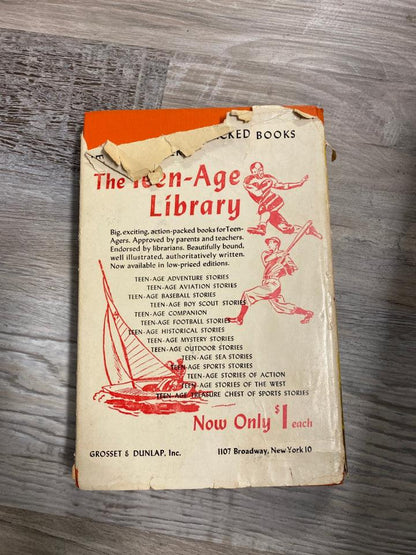 CKED BOOKS
The Teen-Age
Library
Big, exciting, action-packed books for Teen-
Agers. Approved by parents and teachers.
Endorsed by librarians. Beautifully bound,
well illustrated, authoritatively written.
Now available in low-priced editions.
TEEN-AGE ADVENTURE STORIES
TEEN-AGE AVIATION STORIES
TEEN-AGE BASEBALL STORIES
TEEN-AGE BOY SCOUT STORIES
TEEN-AGE COMPANION
TEEN-AGE FOOTBALL STORIES
TEEN-AGE HISTORICAL STORIES
TEEN-AGE MYSTERY STORIES
TEEN-AGE OUTDOOR STORIES
TEEN-AGE SEA STORIES
TEEN-AGE SPORTS STORIES
TEEN-AGE STORIES OF ACTION
TEEN-AGE STORIES OF THE WEST
TEEN-AGE TREASURE CHEST OF SPORTS STORIES
Now Only $1 each
GROSSET & DUNLAP, Inc. 1107 Broadway, New York 10